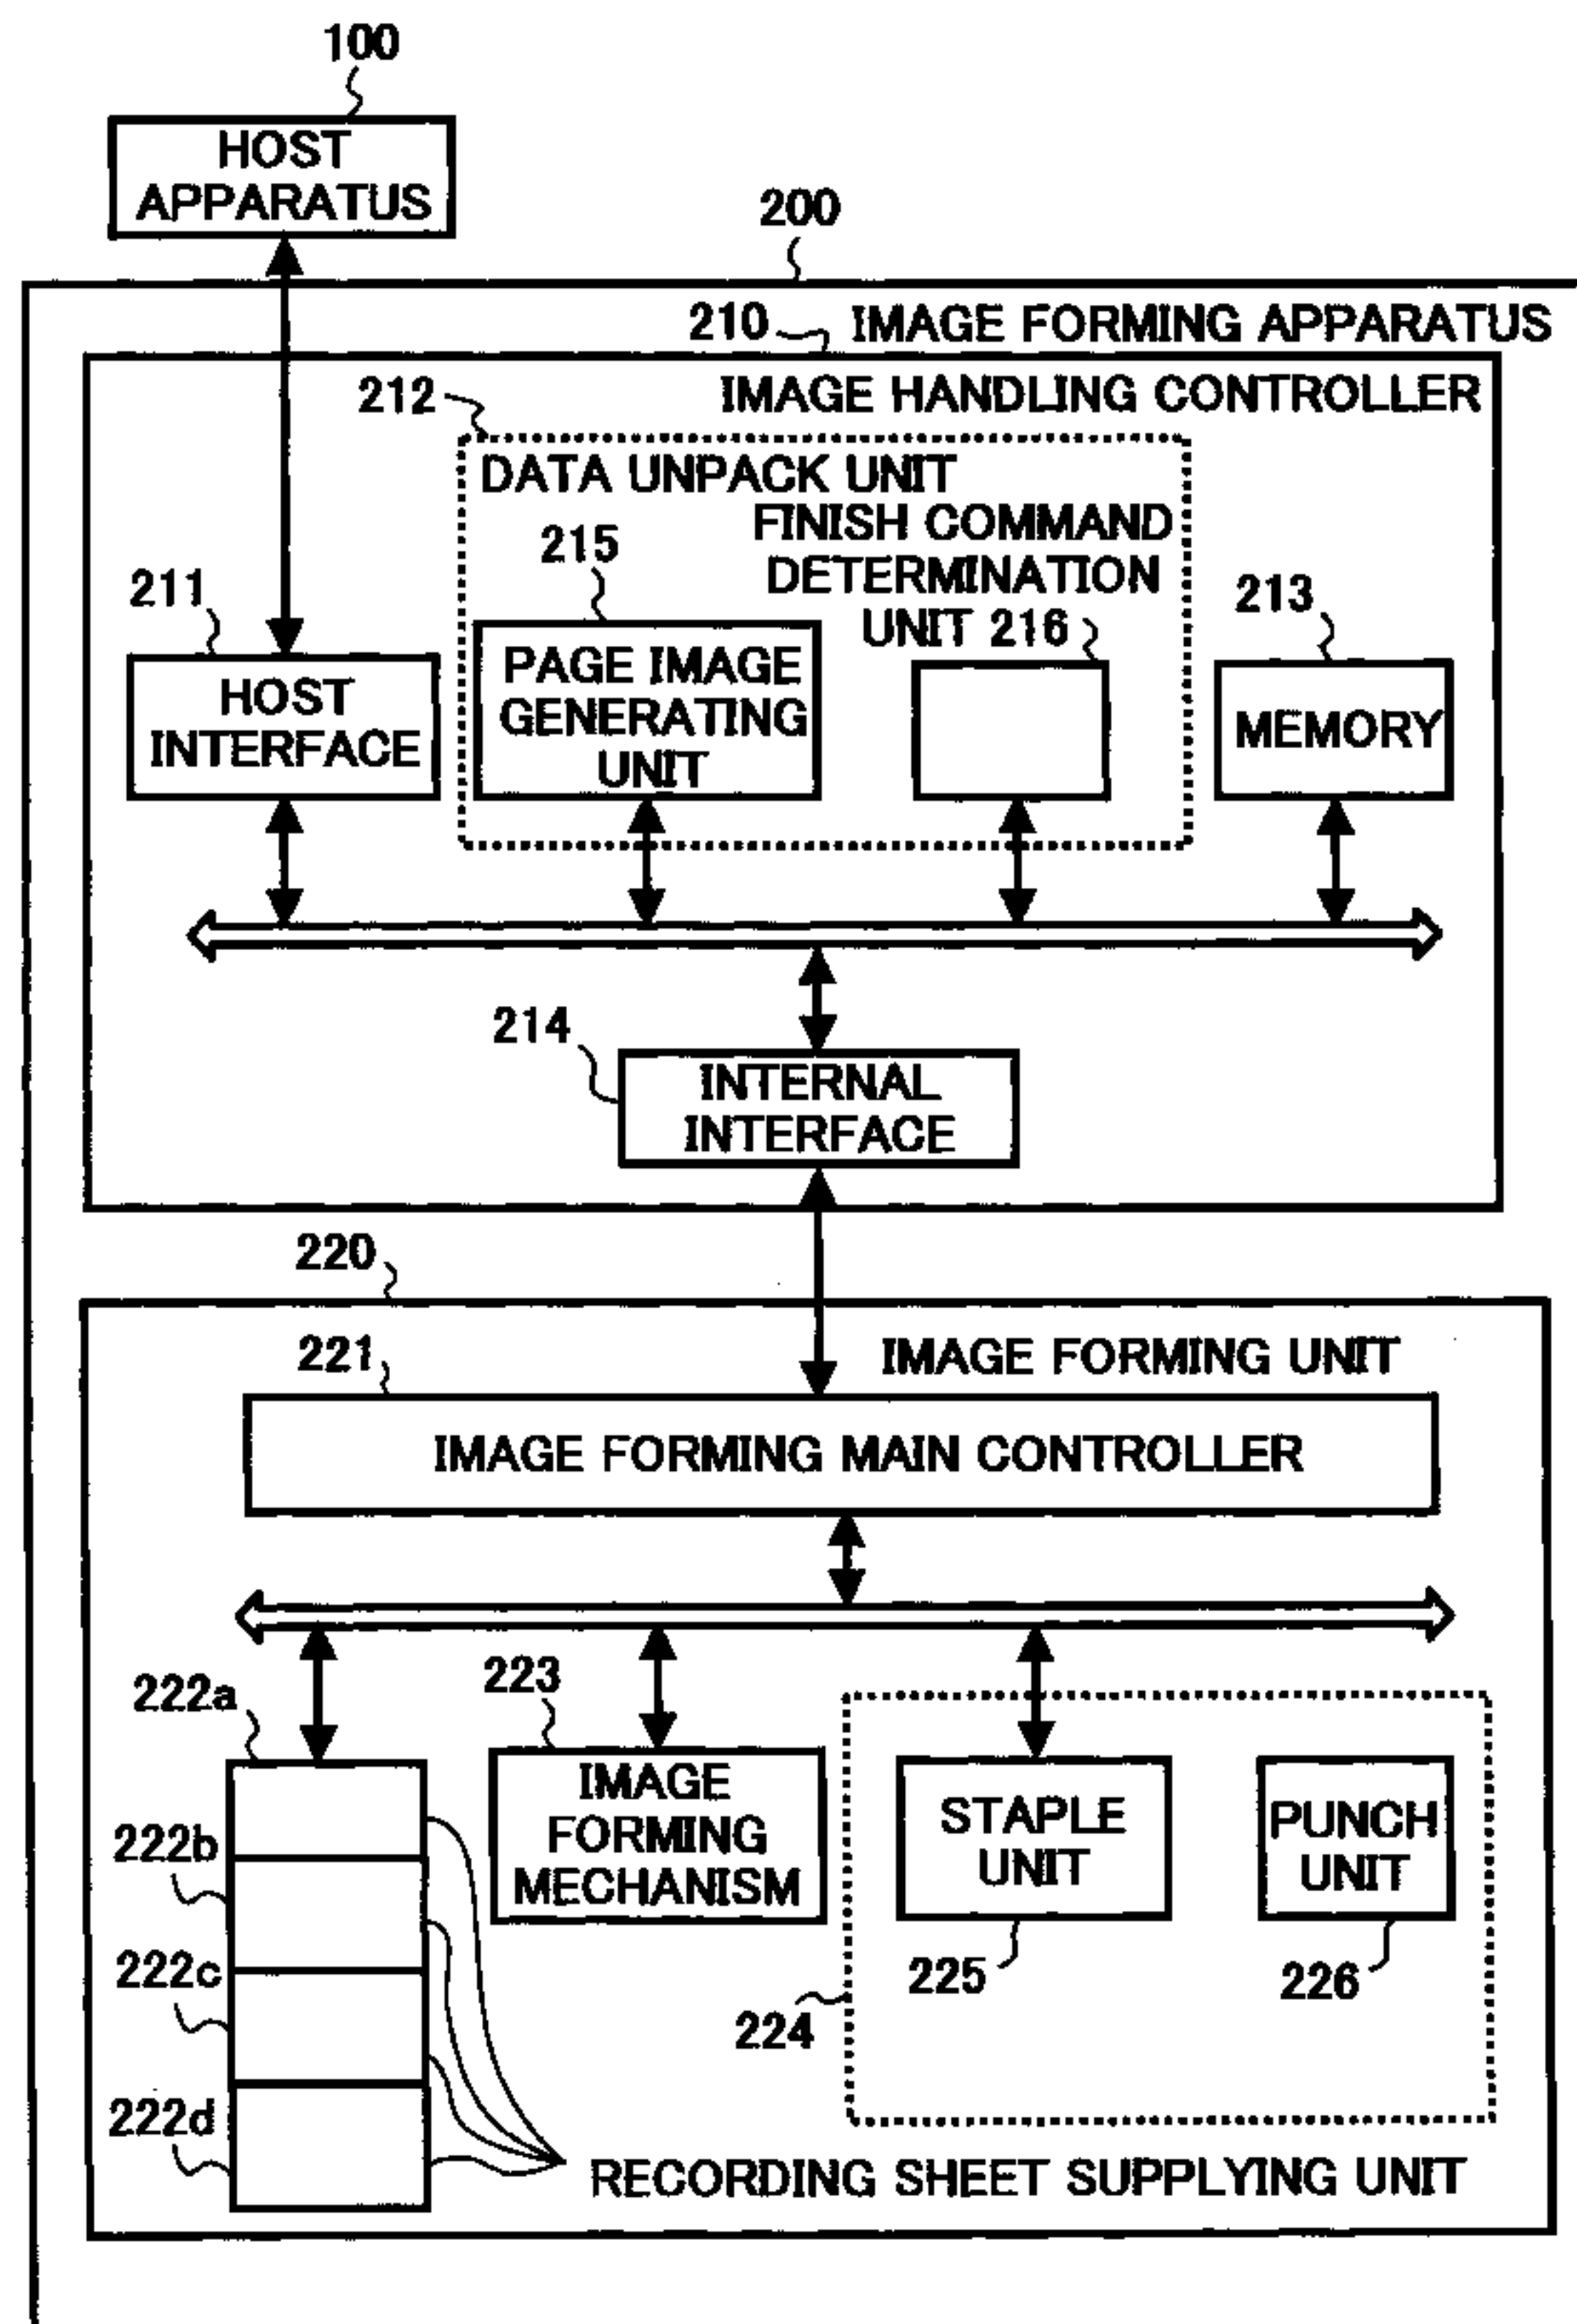 100
HOST
APPARATUS
200
210
IMAGE FORMING APPARATUS
IMAGE HANDLING CONTROLLER
212
DATA UNPACK UNIT
FINISH COMMAND
DETERMINATION
UNIT 216
215
211
213
PAGE IMAGE
GENERATING
UNIT
HOST
INTERFACE
MEMORY
214
INTERNAL
INTERFACE
220
221
IMAGE FORMING UNIT
IMAGE FORMING MAIN CONTROLLER
222a
223
IMAGE
FORMING
MECHANISM
STAPLE
UNIT
PUNCH
UNIT
222b
222c
225
226
224
222d
RECORDING SHEET SUPPLYING UNIT